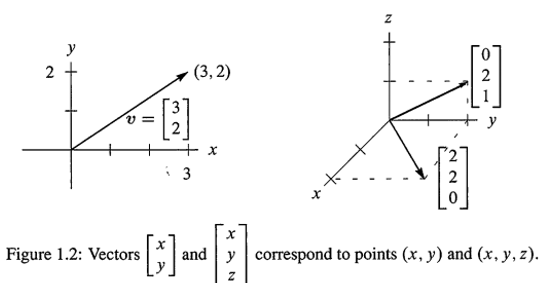 y
2
(3, 2)
v = [3 2]
x
3
z
[0 2 1]
y
[2 2 0]
x
Figure 1.2: Vectors [x y] and [x y z] correspond to points (x, y) and (x, y, z).